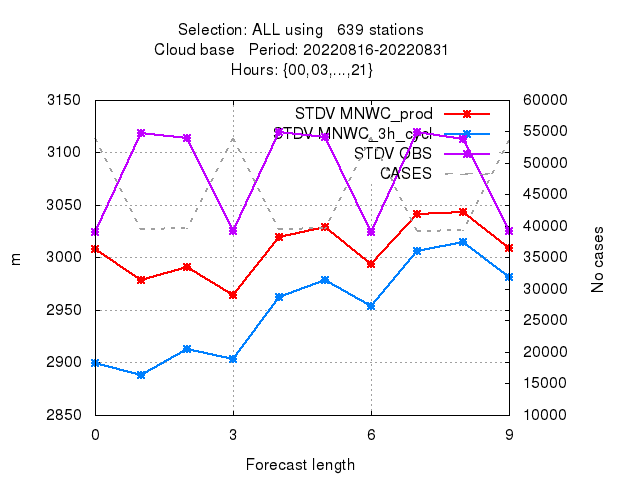 Selection: ALL using 639 stations
Cloud base Period: 20220816-20220831
Hours: {00,03,...,21}
3150 60000
STDV MNWC_prod
55000
STDV MNWC_3h_cycl
3100 STDV OBS
50000
CASES
45000
3050
40000
3000 35000
m No cases
30000
2950
25000
2900 20000
15000
2850 10000
0 3 6 9
Forecast length